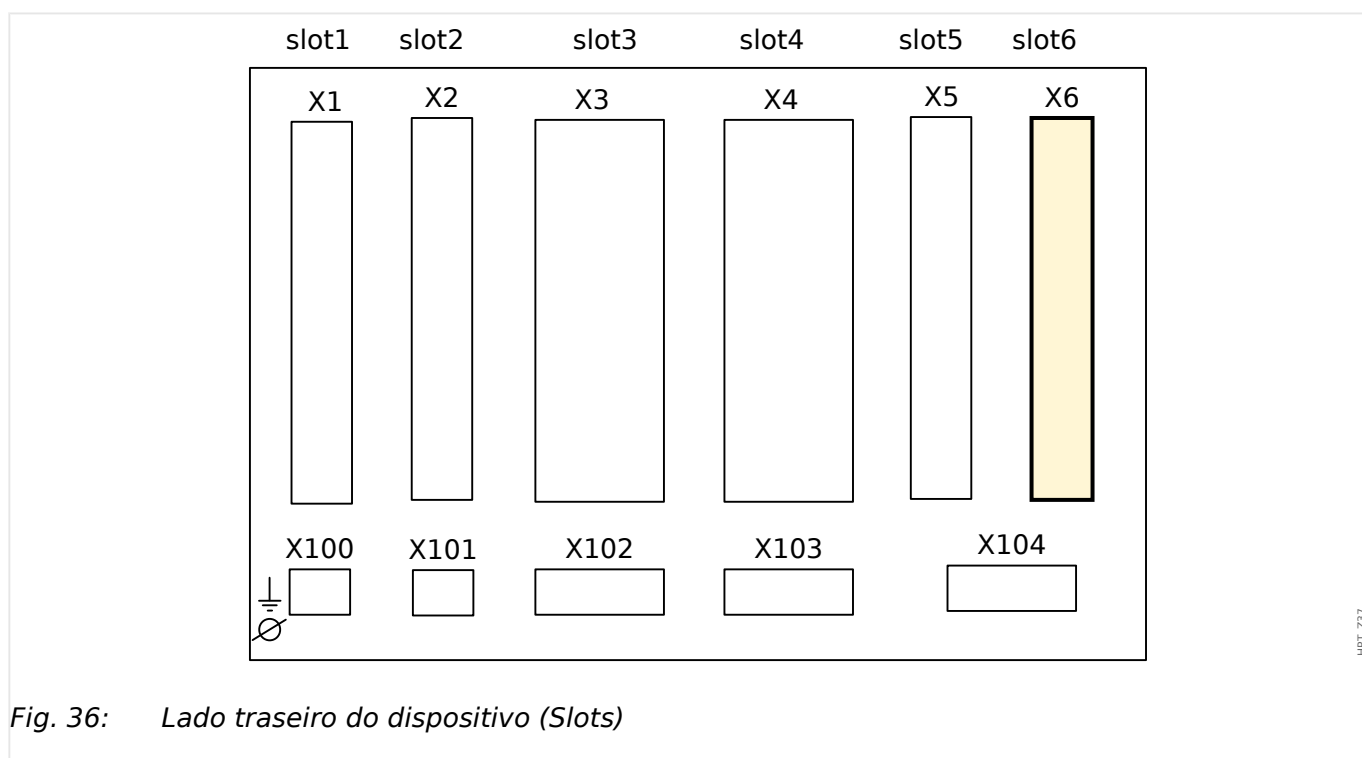 slot1 slot2 slot3 slot4 slot5 slot6
X1 X2 X3 X4 X5 X6
X100 X101 X102 X103 X104
Fig. 36: Lado traseiro do dispositivo (Slots)